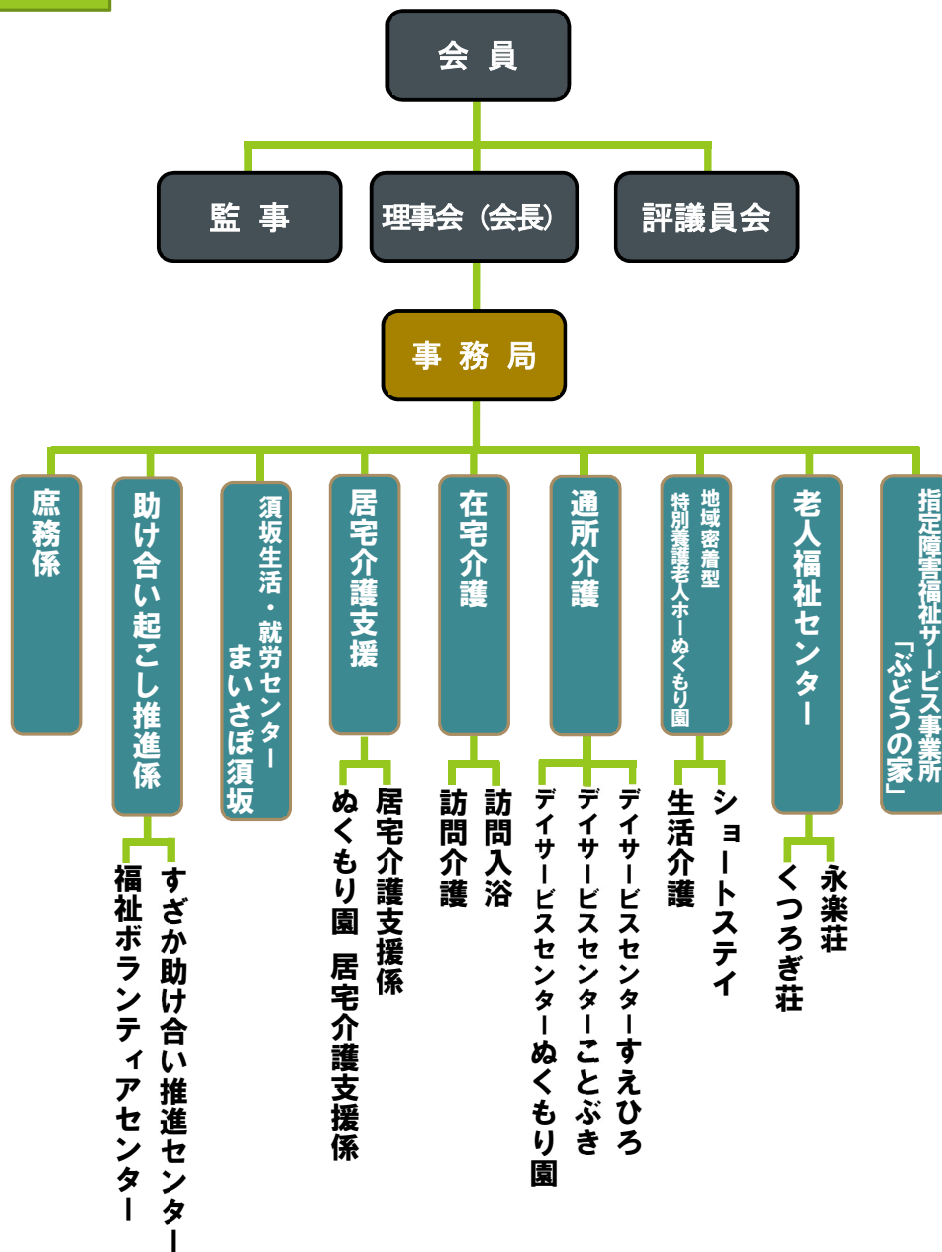 会員
監事
理事会（会長）
評議員会
事務局
庶務係
助け合い起こし推進係
須坂生活・就労センター
まいさぽ須坂
居宅介護支援
在宅介護
通所介護
地域密着型
特別養護老人ホーぬくもり園
老人福祉センター
指定障害福祉サービス事業所
「ぶどうの家」
すざか助け合い推進センター
福祉ボランティアセンター
居宅介護支援係
ぬくもり園 居宅介護支援係
訪問入浴
訪問介護
デイサービスセンターすえひろ
デイサービスセンターことぶき
デイサービスセンターぬくもり園
ショートステイ
生活介護
永楽荘
くつろぎ荘